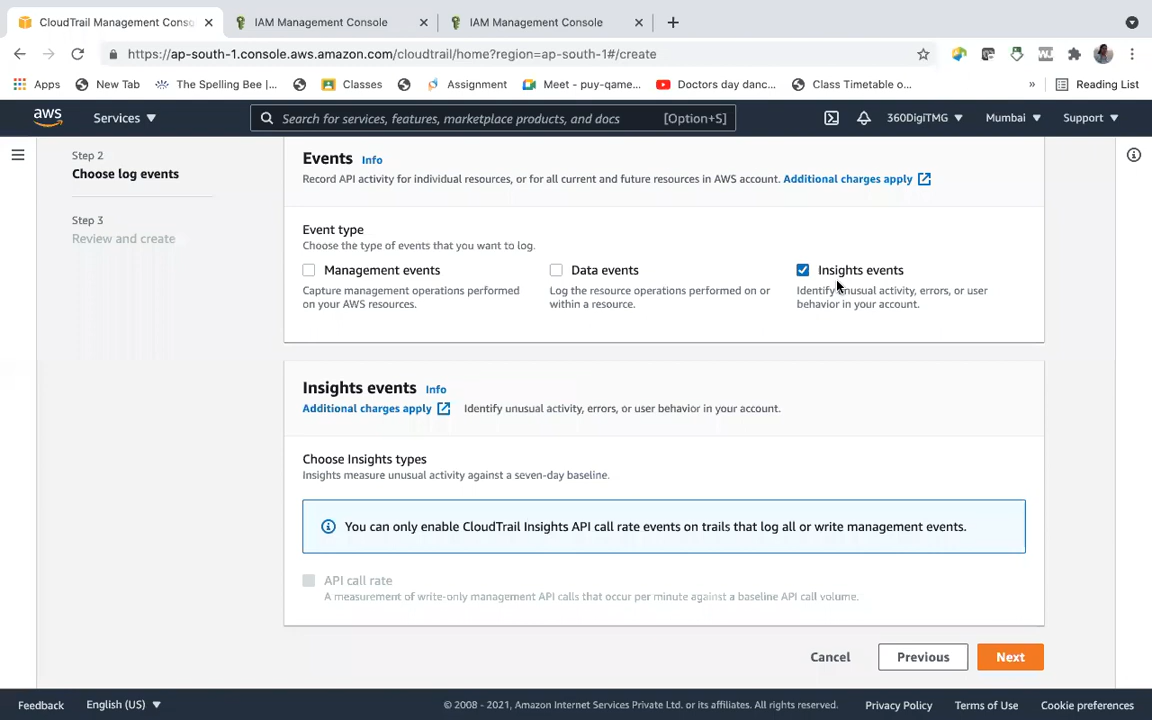 CloudTrail Management Conso
IAM Management Console
IAM Management Console
https://ap-south-1.console.aws.amazon.com/cloudtrail/home?region=ap-south-1#/create
Apps
New Tab
The Spelling Bee |...
Classes
Assignment
Meet - puy-qame...
Doctors day danc...
Class Timetable o...
»
Reading List
aws
Services
Search for services, features, marketplace products, and docs
[Option+S]
360DigiTMG
Mumbai
Support
Step 2
Choose log events
Step 3
Review and create
Events Info
Record API activity for individual resources, or for all current and future resources in AWS account. Additional charges apply
Event type
Choose the type of events that you want to log.
Management events
Capture management operations performed
on your AWS resources.
Data events
Log the resource operations performed on or
within a resource.
Insights events
Identify unusual activity, errors, or user
behavior in your account.
Insights events Info
Additional charges apply Identify unusual activity, errors, or user behavior in your account.
Choose Insights types
Insights measure unusual activity against a seven-day baseline.
You can only enable CloudTrail Insights API call rate events on trails that log all or write management events.
API call rate
A measurement of write-only management API calls that occur per minute against a baseline API call volume.
Cancel
Previous
Next
Feedback
English (US)
© 2008 - 2021, Amazon Internet Services Private Ltd. or its affiliates. All rights reserved.
Privacy Policy
Terms of Use
Cookie preferences